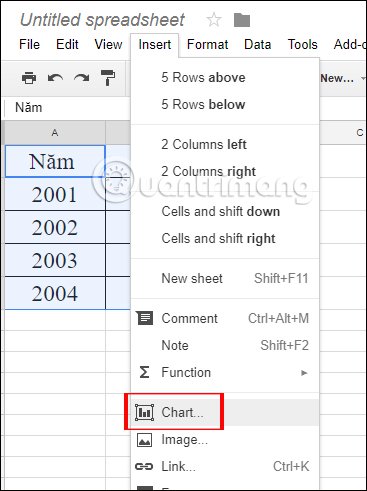 Untitled spreadsheet
File Edit View Insert Format Data Tools Add-o
New...
Năm
A C
Năm
2001
2002
2003
2004
5 Rows above
5 Rows below
2 Columns left
2 Columns right
Cells and shift down
Cells and shift right
New sheet Shift+F11
Comment Ctrl+Alt+M
Note Shift+F2
Σ Function
Chart...
Image...
Link... Ctrl+K
@uantrimang